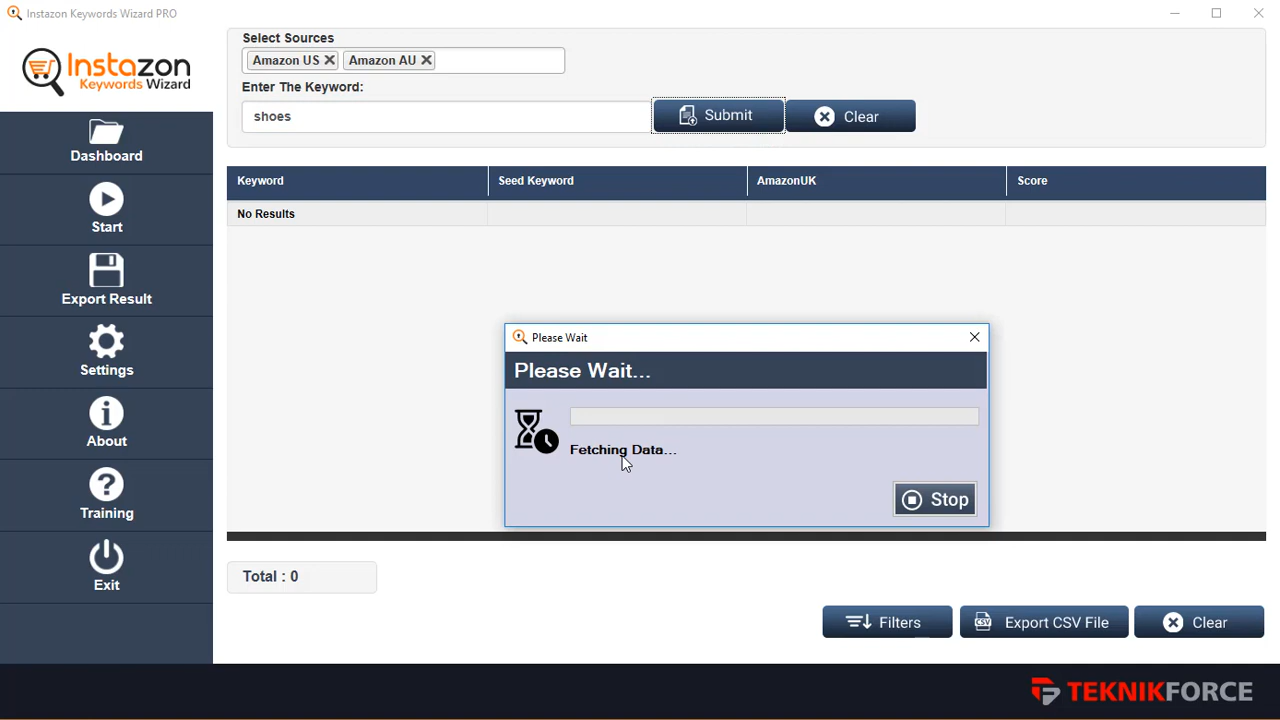 Instazon Keywords Wizard PRO
Instazon
Keywords Wizard
Dashboard
Start
Export Result
Settings
About
Training
Exit
Select Sources
Amazon US
Amazon AU
Enter The Keyword:
shoes
Submit
Clear
Keyword Seed Keyword AmazonUK Score
No Results
Please Wait
Please Wait...
Fetching Data...
Stop
Total : 0
Filters
CSV
Export CSV File
Clear
TEKNIKFORCE